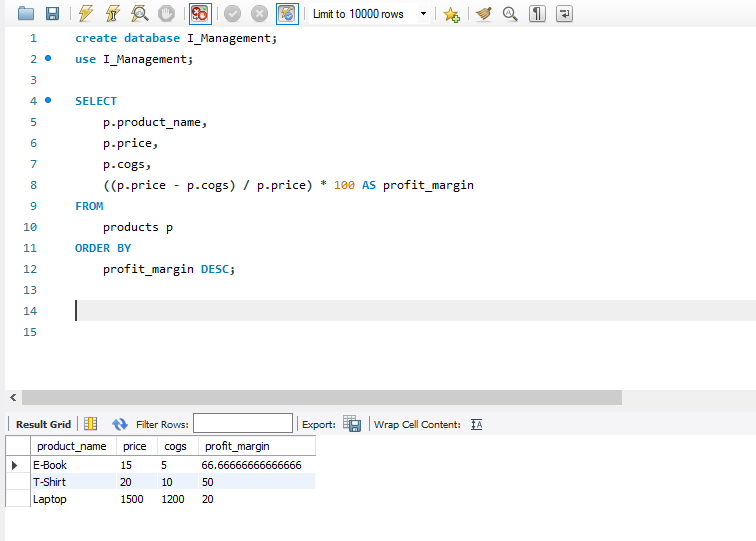 Limit to 10000 rows
1 create database I_Management;
2 use I_Management;
3
4 SELECT
5 p.product_name,
6 p.price,
7 p.cogs,
8 ((p.price - p.cogs) / p.price) * 100 AS profit_margin
9 FROM
10 products p
11 ORDER BY
12 profit_margin DESC;
13
14
15
Result Grid Filter Rows: Export: Wrap Cell Content: IA
product_name price cogs profit_margin
E-Book 15 5 66.66666666666666
T-Shirt 20 10 50
Laptop 1500 1200 20